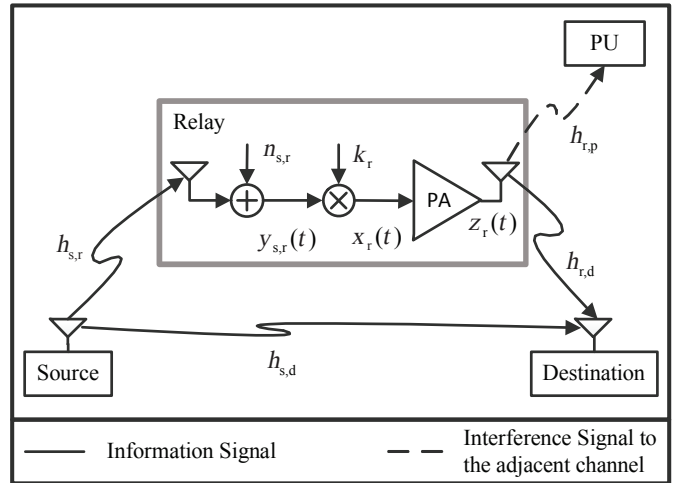 PU
Relay
n_{s,r}
k_r
h_{r,p}
PA
y_{s,r}(t)
x_r(t)
z_r(t)
h_{s,r}
h_{r,d}
h_{s,d}
Source
Destination
Information Signal
Interference Signal to
the adjacent channel